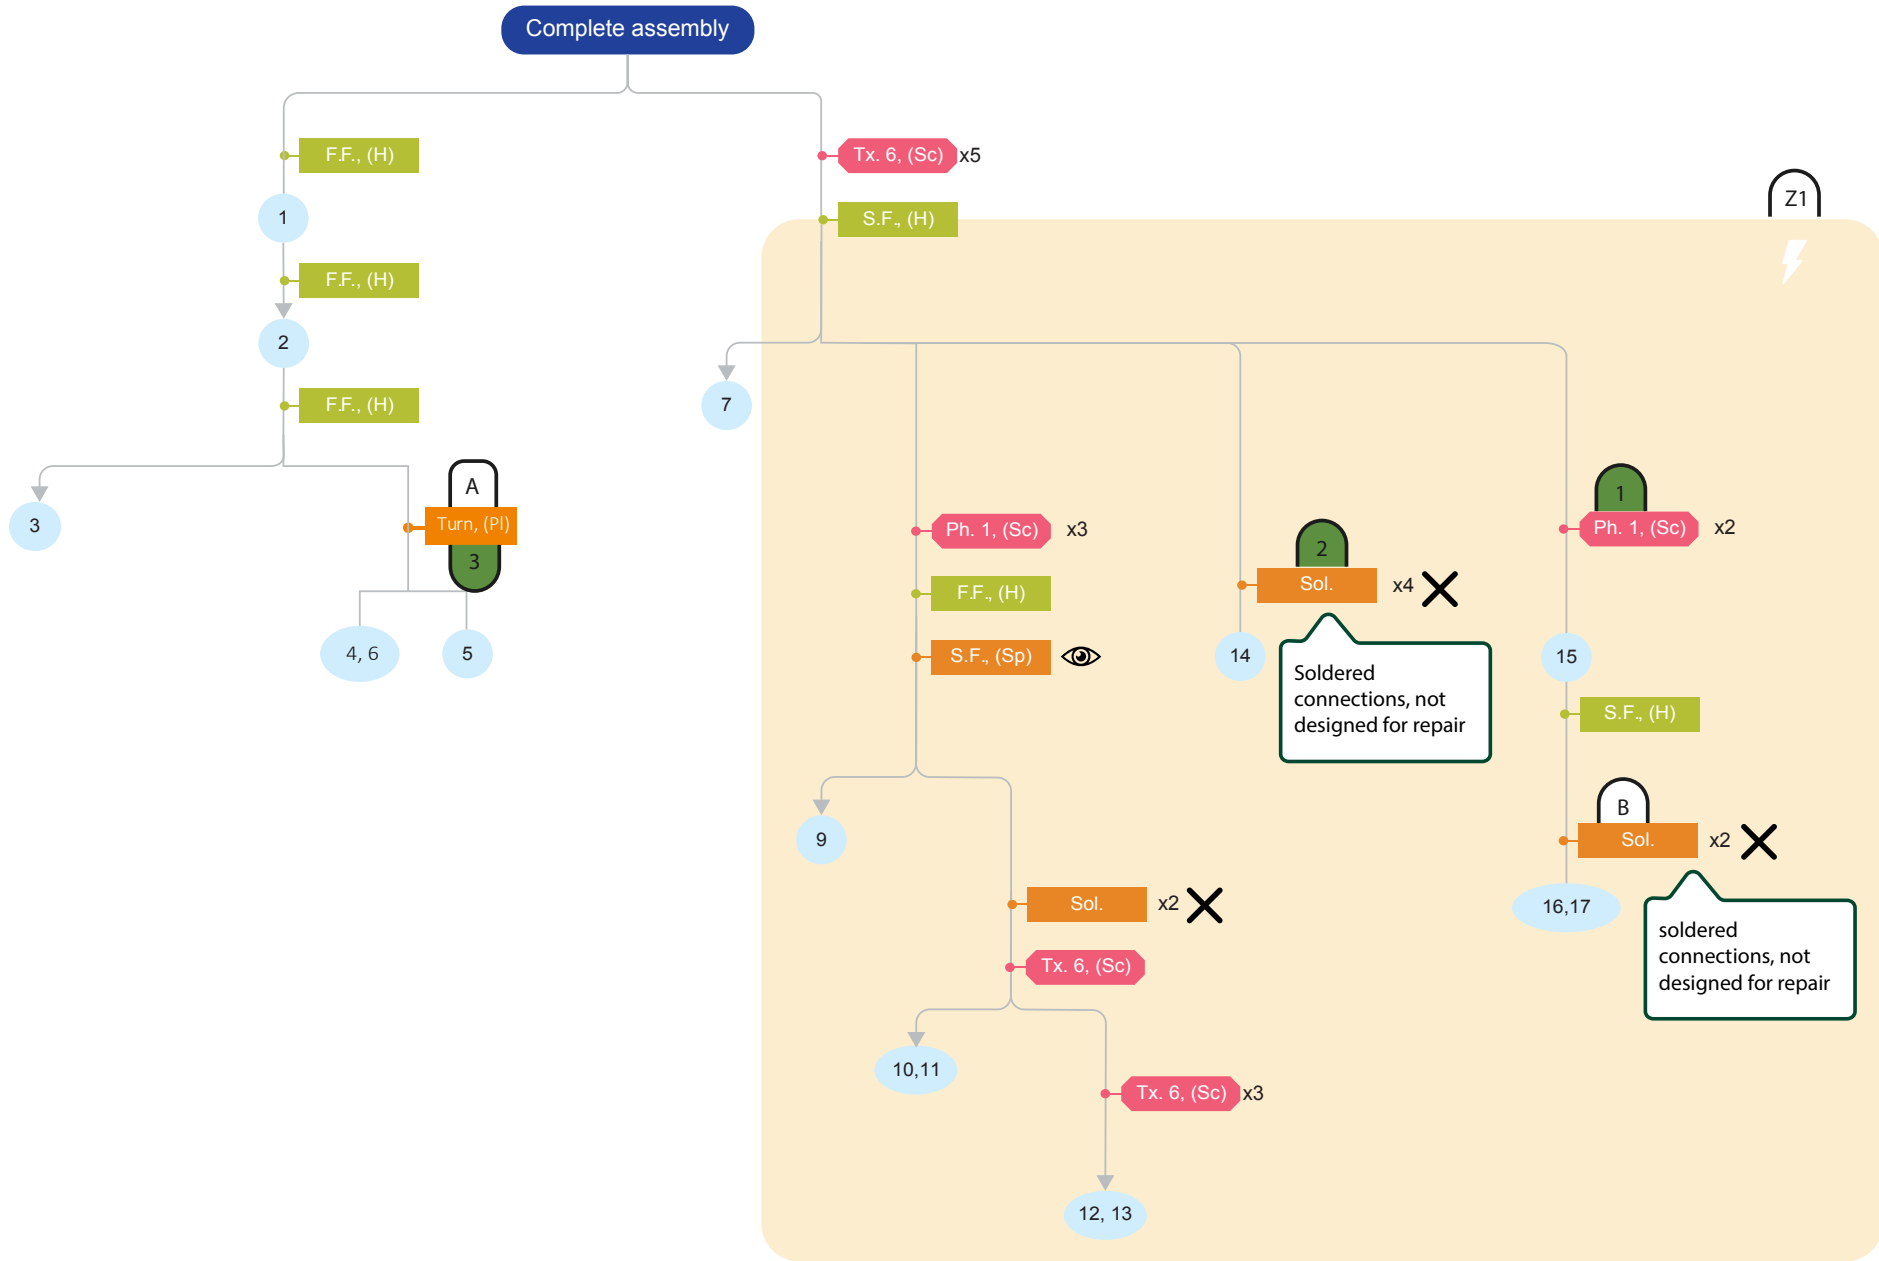 Complete assembly
F.F., (H)
Tx. 6, (Sc) x5
Z1
1
S.F., (H)
F.F., (H)
2
F.F., (H)
7
A
Turn, (Pl)
3
3
4, 6
5
Ph. 1, (Sc) x3
F.F., (H)
S.F., (Sp)
2
Sol. x4
14
Soldered
connections, not
designed for repair
1
Ph. 1, (Sc) x2
15
S.F., (H)
B
Sol. x2
16,17
soldered
connections, not
designed for repair
9
Sol. x2
Tx. 6, (Sc)
10,11
Tx. 6, (Sc) x3
12, 13